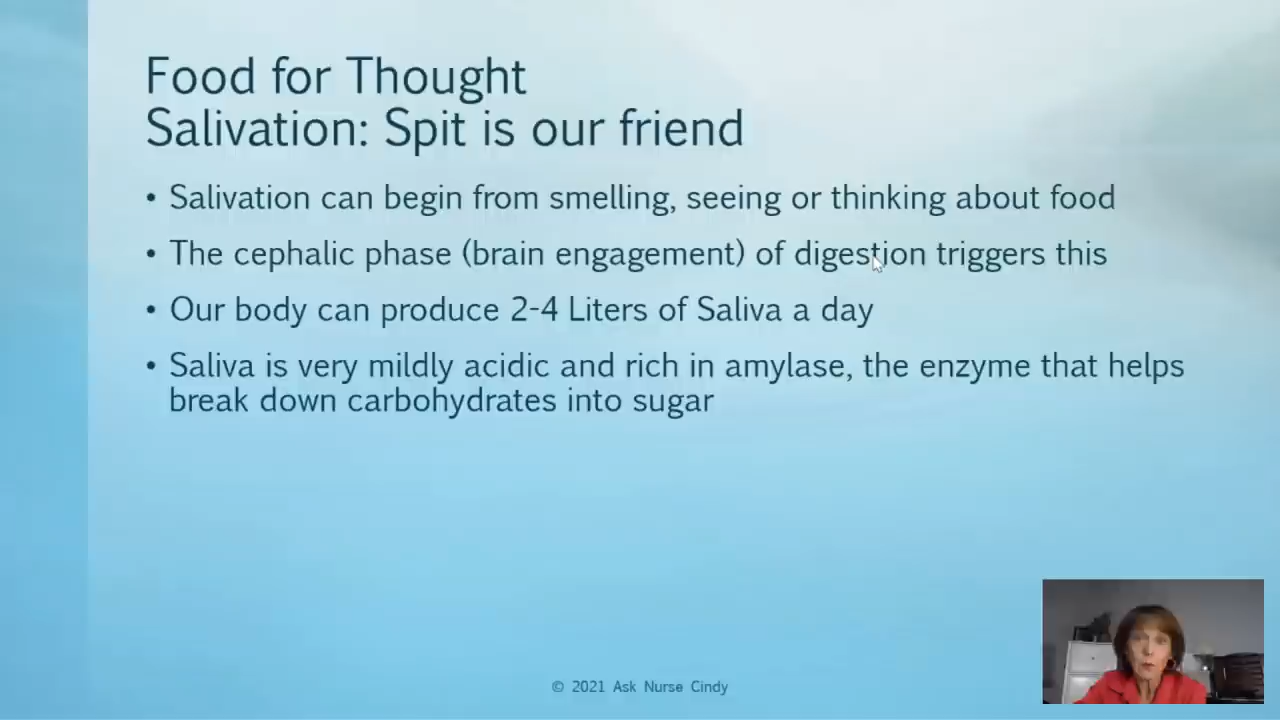 Food for Thought
Salivation: Spit is our friend
• Salivation can begin from smelling, seeing or thinking about food
• The cephalic phase (brain engagement) of digestion triggers this
• Our body can produce 2-4 Liters of Saliva a day
• Saliva is very mildly acidic and rich in amylase, the enzyme that helps
break down carbohydrates into sugar
© 2021 Ask Nurse Cindy